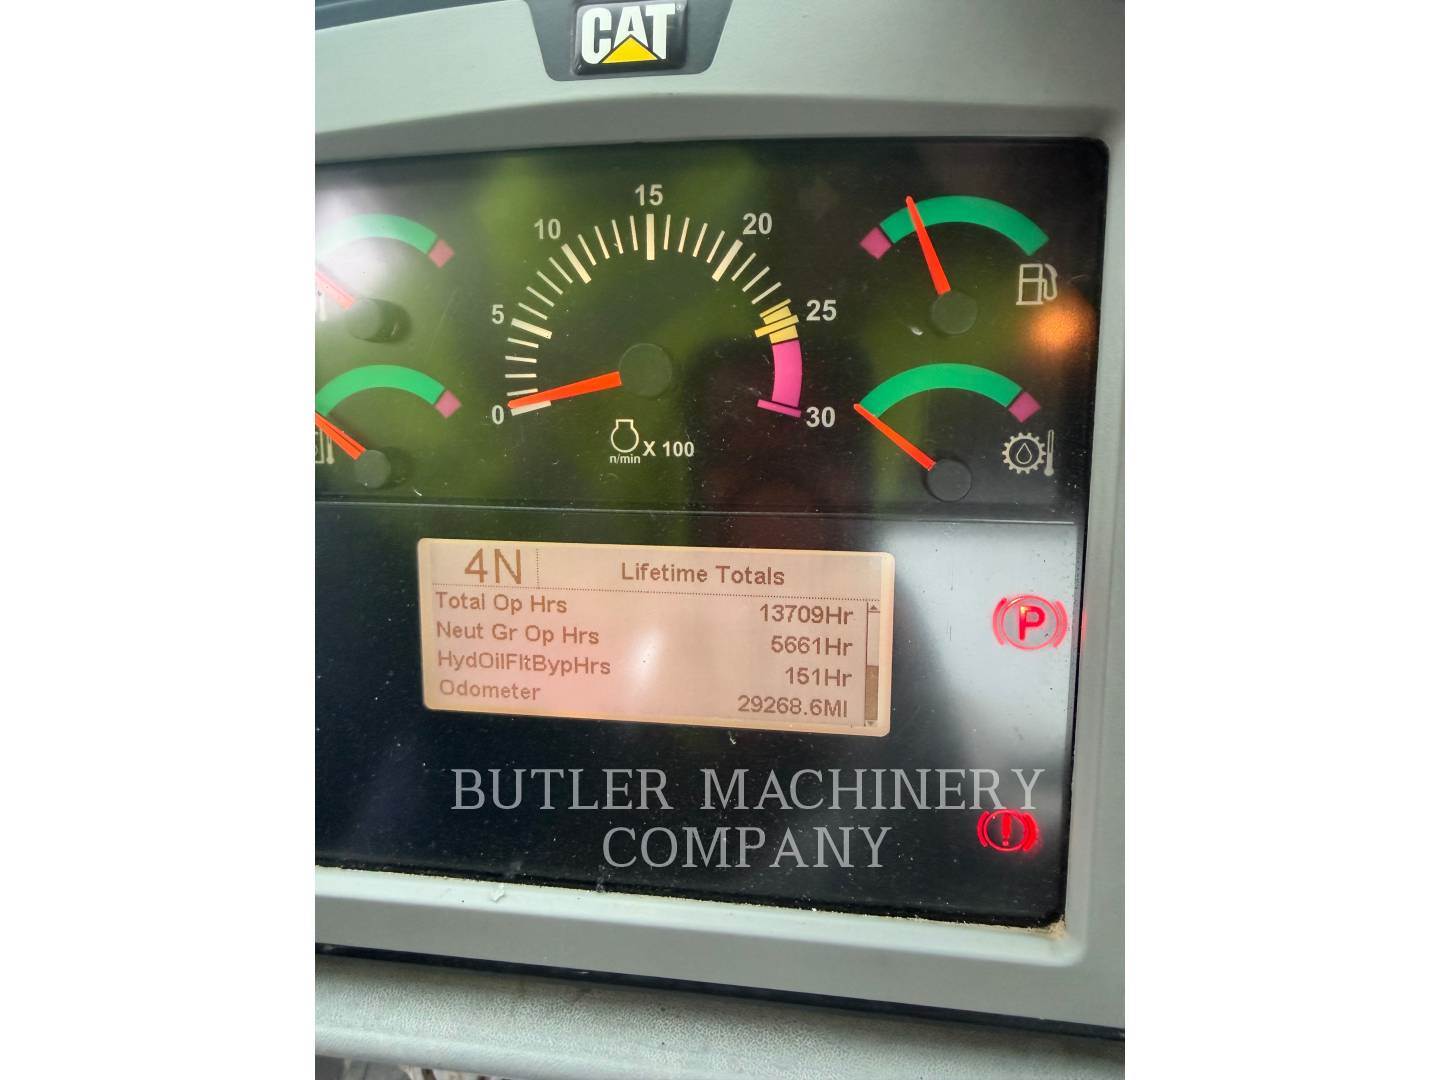 CAT
15
10
20
5
25
0
30
n/min X 100
4N Lifetime Totals
Total Op Hrs 13709Hr
Neut Gr Op Hrs 5661Hr
HydOilFltBypHrs 151Hr
Odometer 29268.6MI
P
!
BUTLER MACHINERY
COMPANY